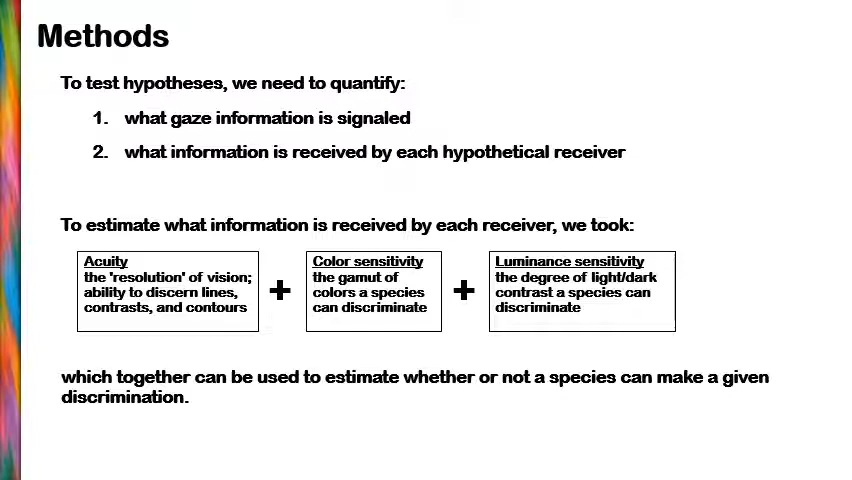 Methods
To test hypotheses, we need to quantify:
1. what gaze information is signaled
2. what information is received by each hypothetical receiver
To estimate what information is received by each receiver, we took:
Acuity
the 'resolution' of vision;
ability to discern lines,
contrasts, and contours
+
Color sensitivity
the gamut of
colors a species
can discriminate
+
Luminance sensitivity
the degree of light/dark
contrast a species can
discriminate
which together can be used to estimate whether or not a species can make a given
discrimination.